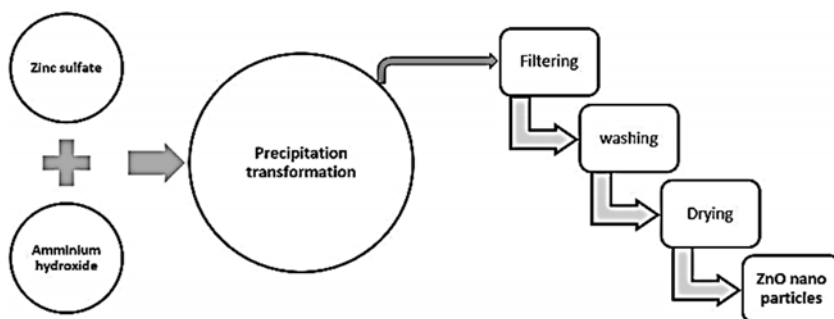 Zinc sulfate
Amminium
hydroxide
Precipitation
transformation
Filtering
washing
Drying
ZnO nano
particles